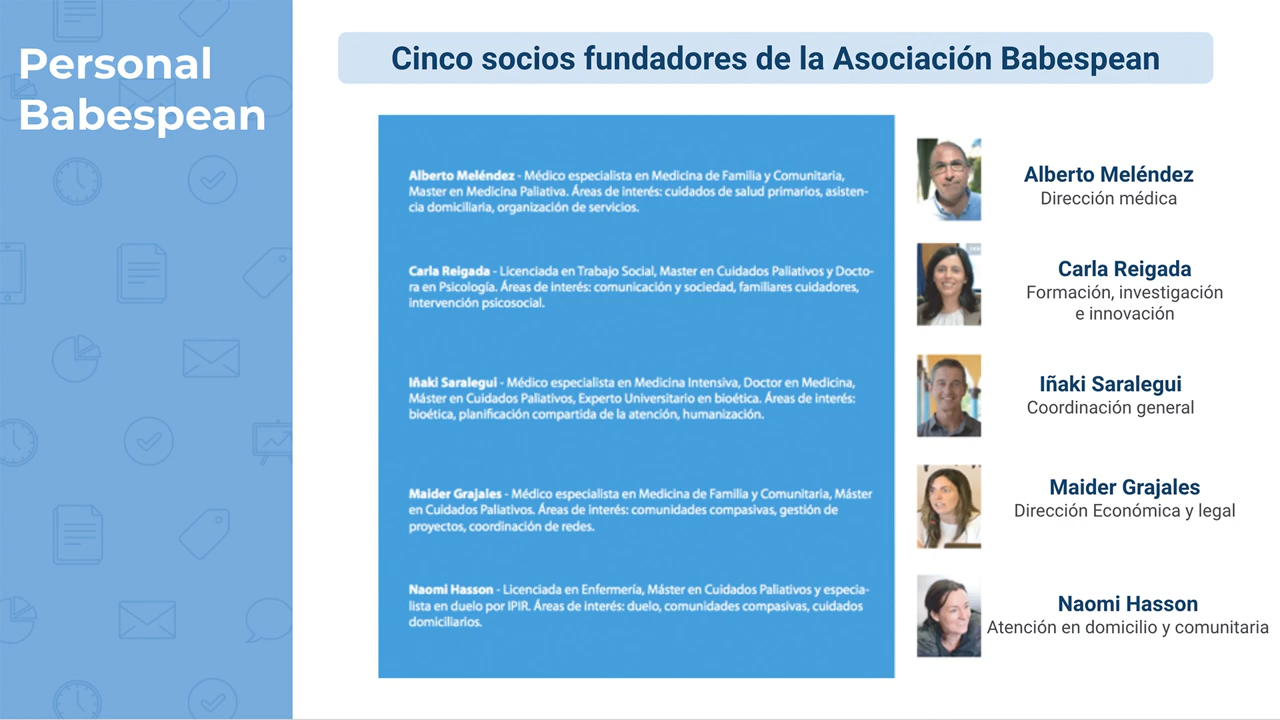 Personal
Babespean
Cinco socios fundadores de la Asociación Babespean
Alberto Meléndez - Médico especialista en Medicina de Familia y Comunitaria,
Master en Medicina Paliativa. Áreas de interés: cuidados de salud primarios, asisten-
cia domiciliaria, organización de servicios.
Carla Reigada - Licenciada en Trabajo Social, Master en Cuidados Paliativos y Docto-
ra en Psicología. Áreas de interés: comunicación y sociedad, familiares cuidadores,
intervención psicosocial.
Iñaki Saralegui - Médico especialista en Medicina Intensiva, Doctor en Medicina,
Máster en Cuidados Paliativos, Experto Universitario en bioética. Áreas de interés:
bioética, planificación compartida de la atención, humanización.
Maider Grajales - Médico especialista en Medicina de Familia y Comunitaria, Máster
en Cuidados Paliativos. Áreas de interés: comunidades compasivas, gestión de
proyectos, coordinación de redes.
Naomi Hasson - Licenciada en Enfermería, Máster en Cuidados Paliativos y especia-
lista en duelo por IPIR. Áreas de interés: duelo, comunidades compasivas, cuidados
domiciliarios.
Alberto Meléndez
Dirección médica
Carla Reigada
Formación, investigación
e innovación
Iñaki Saralegui
Coordinación general
Maider Grajales
Dirección Económica y legal
Naomi Hasson
Atención en domicilio y comunitaria